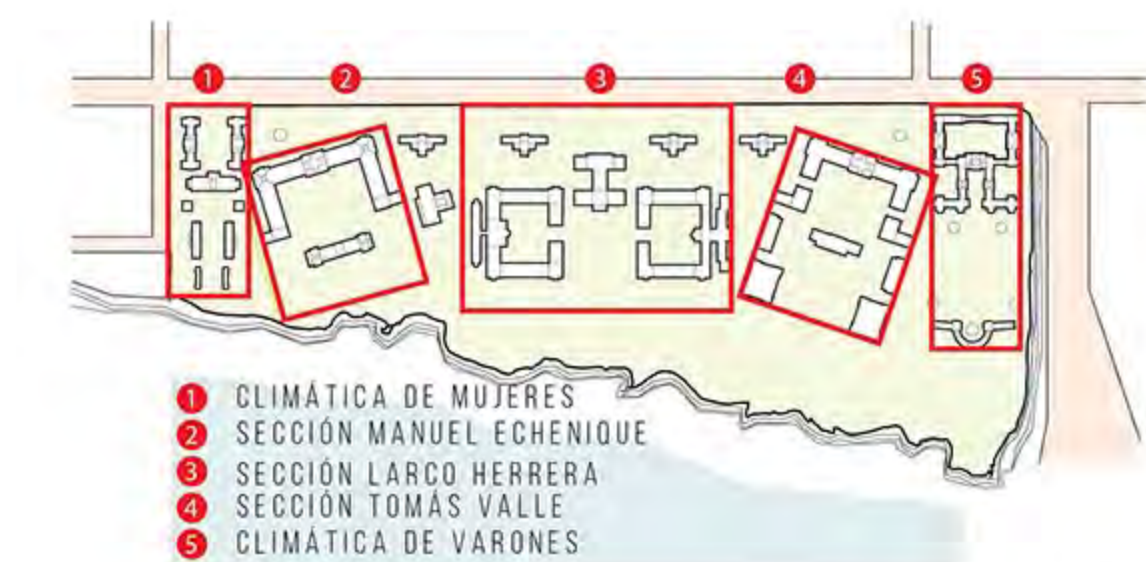 1 2 3 4 5
1 CLIMÁTICA DE MUJERES
2 SECCIÓN MANUEL ECHENIQUE
3 SECCIÓN LARCO HERRERA
4 SECCIÓN TOMÁS VALLE
5 CLIMÁTICA DE VARONES